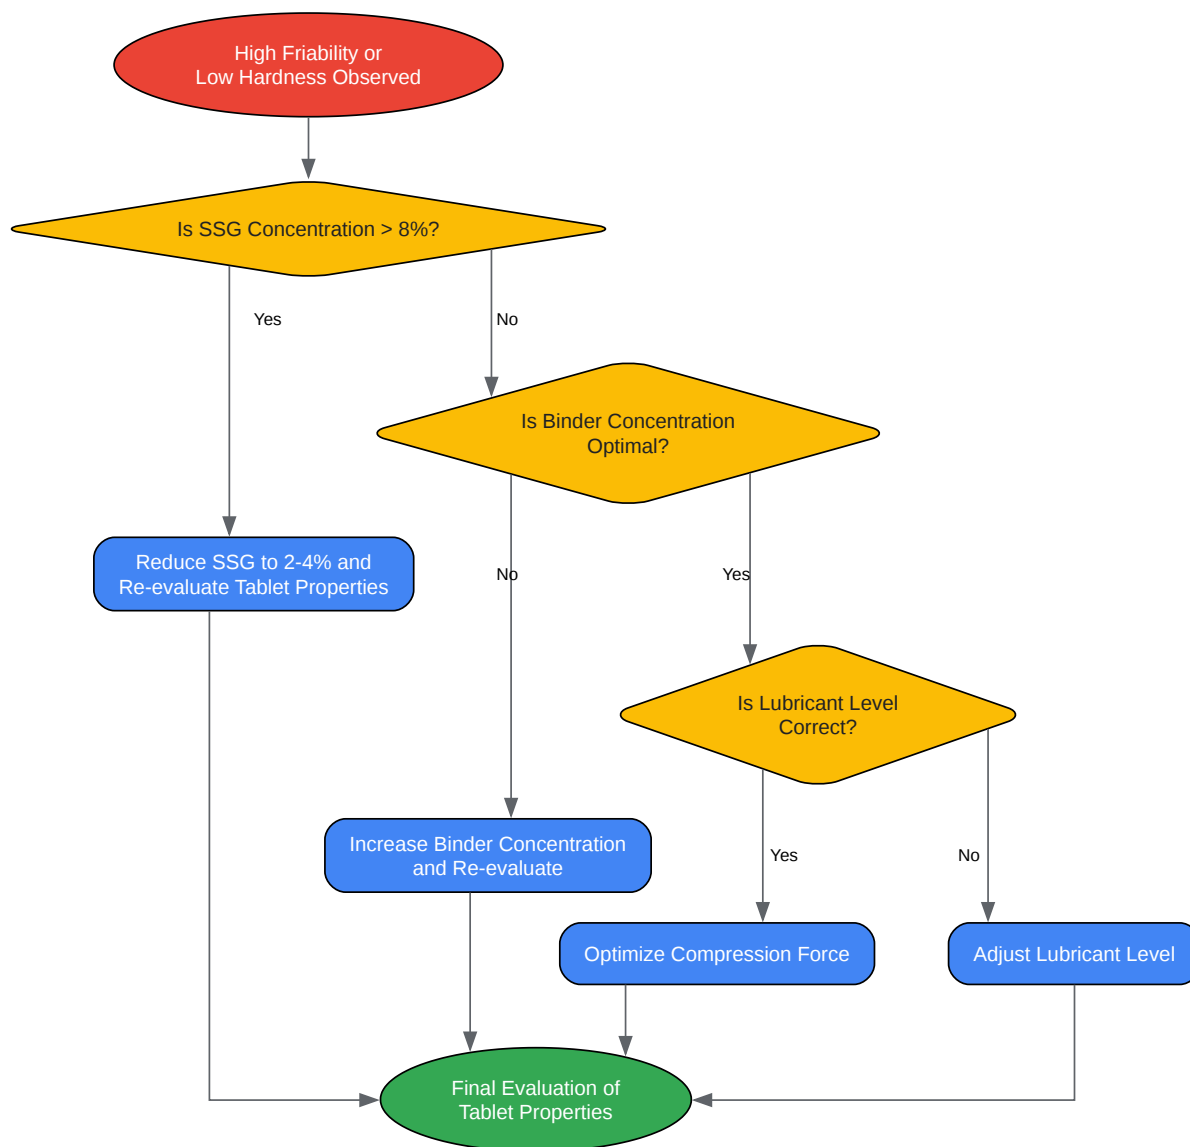 High Friability or
Low Hardness Observed
Is SSG Concentration > 8%?
Yes
No
Is Binder Concentration
Optimal?
Reduce SSG to 2-4% and
Re-evaluate Tablet Properties
No
Yes
Is Lubricant Level
Correct?
Increase Binder Concentration
and Re-evaluate
Yes
No
Optimize Compression Force
Adjust Lubricant Level
Final Evaluation of
Tablet Properties